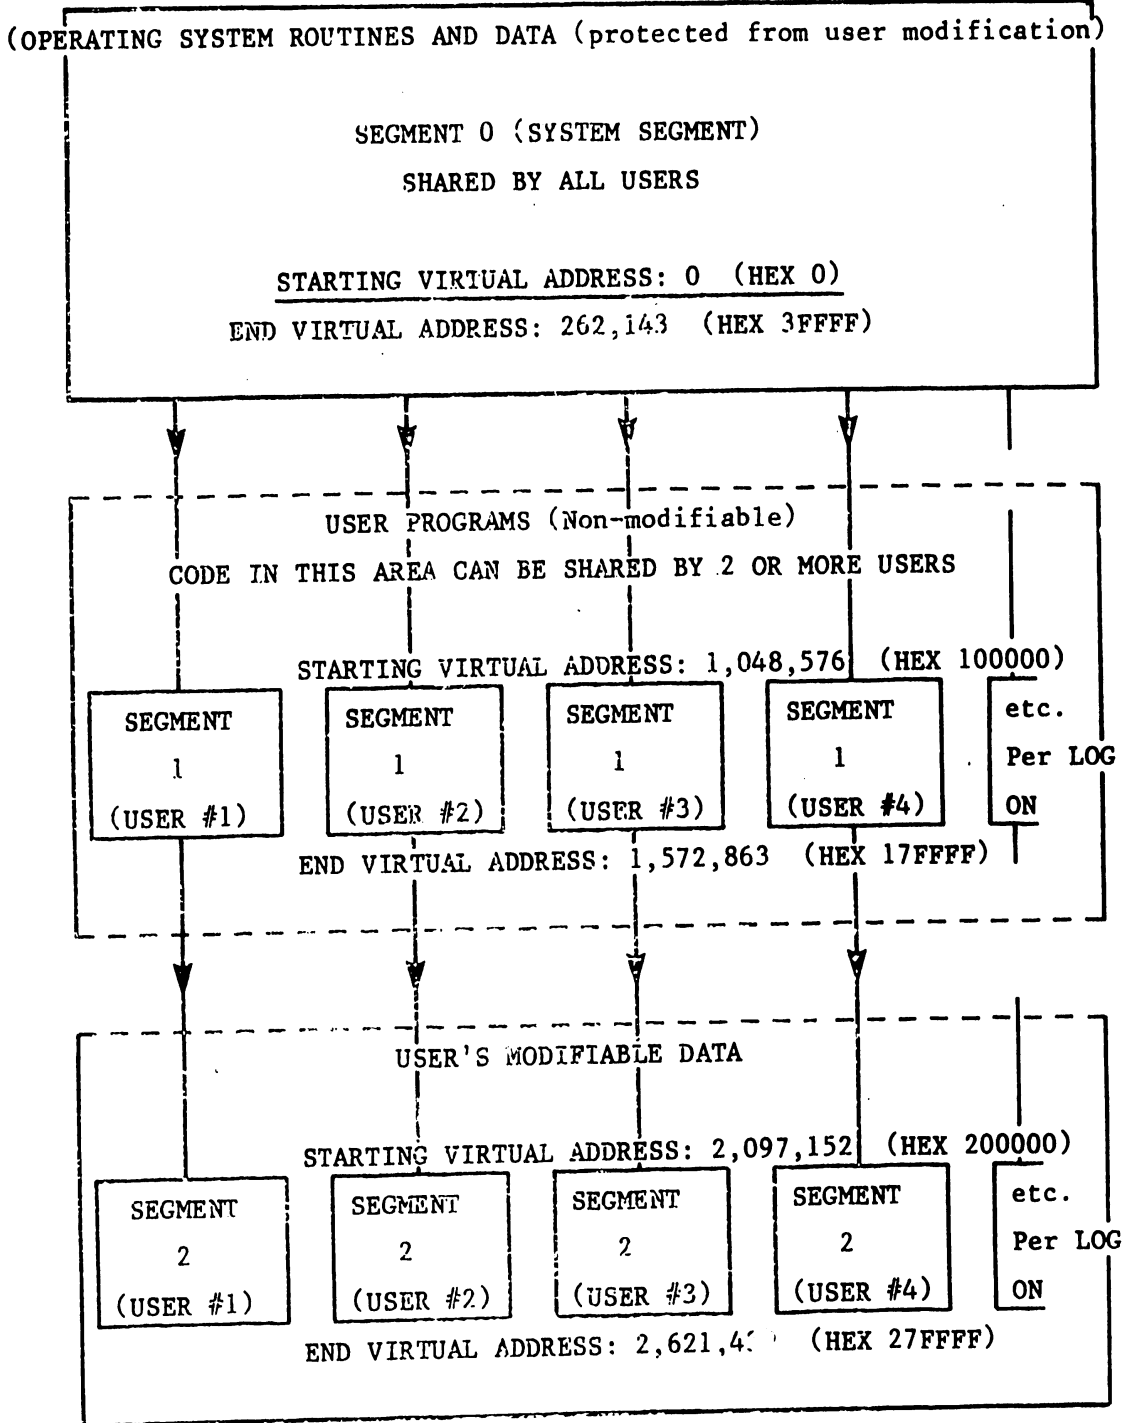 (OPERATING SYSTEM ROUTINES AND DATA (protected from user modification)
SEGMENT 0 (SYSTEM SEGMENT)
SHARED BY ALL USERS
STARTING VIRTUAL ADDRESS: 0 (HEX 0)
END VIRTUAL ADDRESS: 262,143 (HEX 3FFFF)
USER PROGRAMS (Non-modifiable)
CODE IN THIS AREA CAN BE SHARED BY 2 OR MORE USERS
STARTING VIRTUAL ADDRESS: 1,048,576 (HEX 100000)
SEGMENT
1
(USER #1)
SEGMENT
1
(USER #2)
SEGMENT
1
(USER #3)
SEGMENT
1
(USER #4)
etc.
Per LOG
ON
END VIRTUAL ADDRESS: 1,572,863 (HEX 17FFFF)
USER'S MODIFIABLE DATA
STARTING VIRTUAL ADDRESS: 2,097,152 (HEX 200000)
SEGMENT
2
(USER #1)
SEGMENT
2
(USER #2)
SEGMENT
2
(USER #3)
SEGMENT
2
(USER #4)
etc.
Per LOG
ON
END VIRTUAL ADDRESS: (HEX 27FFFF)